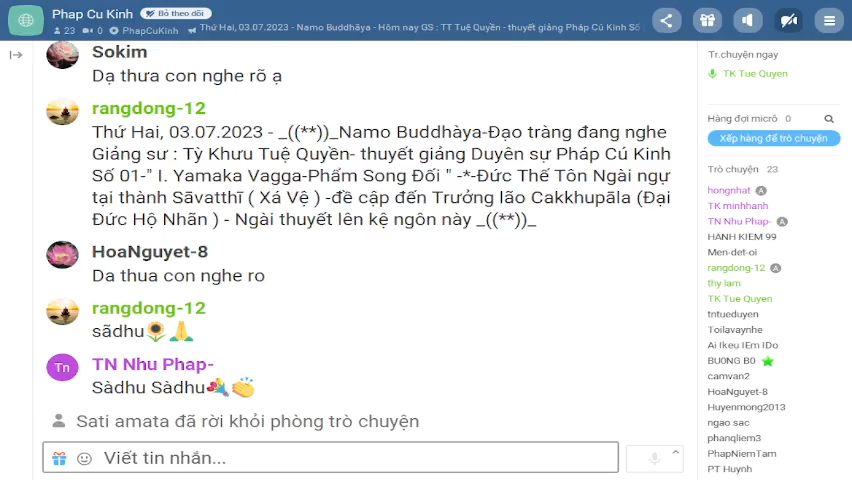 Phap Cu Kinh
Bỏ theo dõi
23 0 PhapCuKinh
Thứ Hai, 03.07.2023 - Namo Buddhãya - Hôm nay GS : TT Tuệ Quyền - thuyết giảng Pháp Cú Kinh Số
Sokim
Dạ thưa con nghe rõ ạ
rangdong-12
Thứ Hai, 03.07.2023 - _((**))_Namo Buddhàya-Đạo tràng đang nghe
Giảng sư : Tỳ Khưu Tuệ Quyền- thuyết giảng Duyên sự Pháp Cú Kinh
Số 01-" I. Yamaka Vagga-Phẩm Song Đối " -*-Đức Thế Tôn Ngài ngự
tại thành Sāvatthī ( Xá Vệ ) -đề cập đến Trưởng lão Cakkhupāla (Đại
Đức Hộ Nhãn ) - Ngài thuyết lên kệ ngôn này _((**))_
HoaNguyet-8
Da thua con nghe ro
rangdong-12
sãdhu🌻🙏
Tn
TN Nhu Phap-
Sàdhu Sàdhu💐👏
Sati amata đã rời khỏi phòng trò chuyện
Viết tin nhắn...
Tr.chuyện ngay
TK Tue Quyen
Hàng đợi micrô 0
Xếp hàng để trò chuyện
Trò chuyện 23
hongnhat A
TK minhhanh
TN Nhu Phap- A
HANH KIEM 99
Men-det-oi
rangdong-12 A
thy lam
TK Tue Quyen
tntueduyen
Toilavaynhe
Ai lkeu IEm IDo
BU0NG B0
camvan2
HoaNguyet-8
Huyenmong2013
ngao sac
phanqliem3
PhapNiemTam
PT Huynh